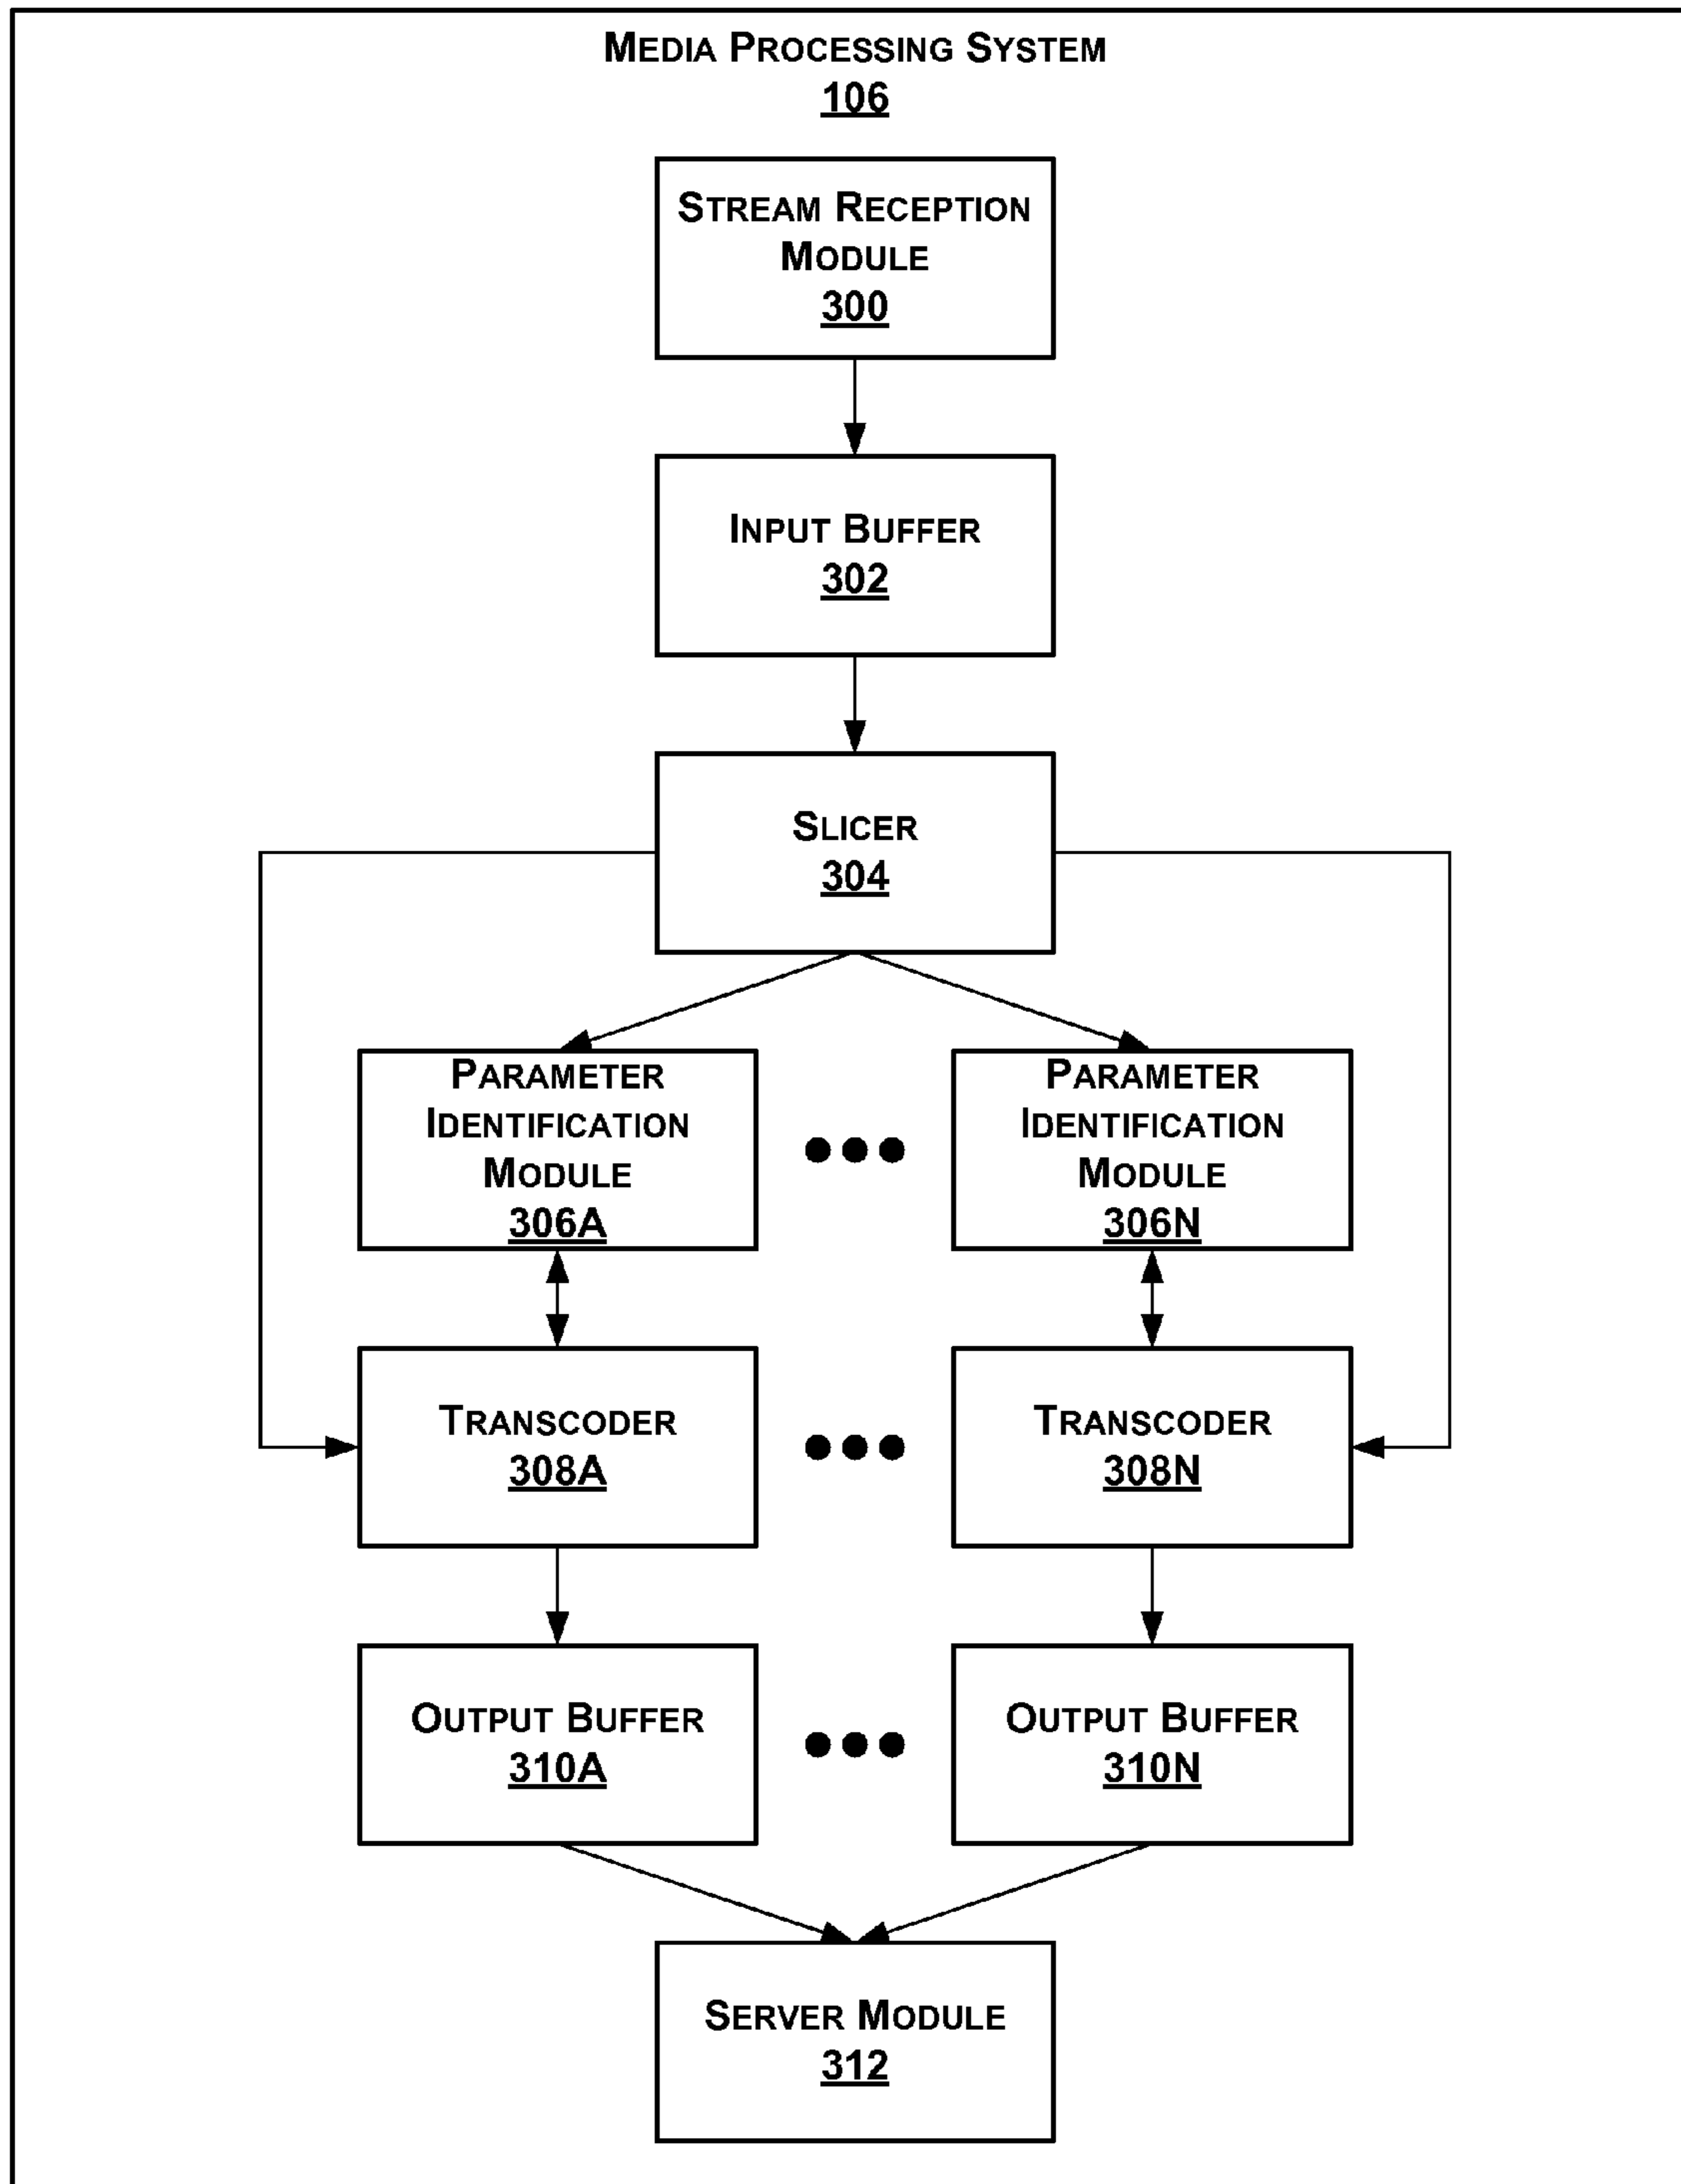 MEDIA PROCESSING SYSTEM
106
STREAM RECEPTION
MODULE
300
INPUT BUFFER
302
SLICER
304
PARAMETER
IDENTIFICATION
MODULE
306A
PARAMETER
IDENTIFICATION
MODULE
306N
TRANSCODER
308A
TRANSCODER
308N
OUTPUT BUFFER
310A
OUTPUT BUFFER
310N
SERVER MODULE
312